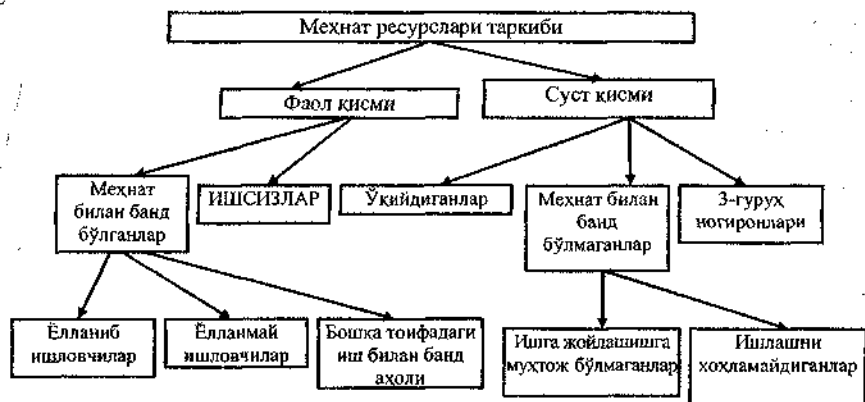 Меҳнат ресурслари таркиби
Фаол қисми
Суст қисми
Меҳнат
билан банд
бўлганлар
ИШСИЗЛАР
Ўқийдиганлар
Меҳнат билан
банд
бўлмаганлар
3-гуруҳ
ногиронлари
Ёлланиб
ишловчилар
Ёлланмай
ишловчилар
Бошқа тоифадаги
иш билан банд
аҳоли
Ишга жойлашишга
муҳтож бўлмаганлар
Ишлашни
хоҳламайдиганлар